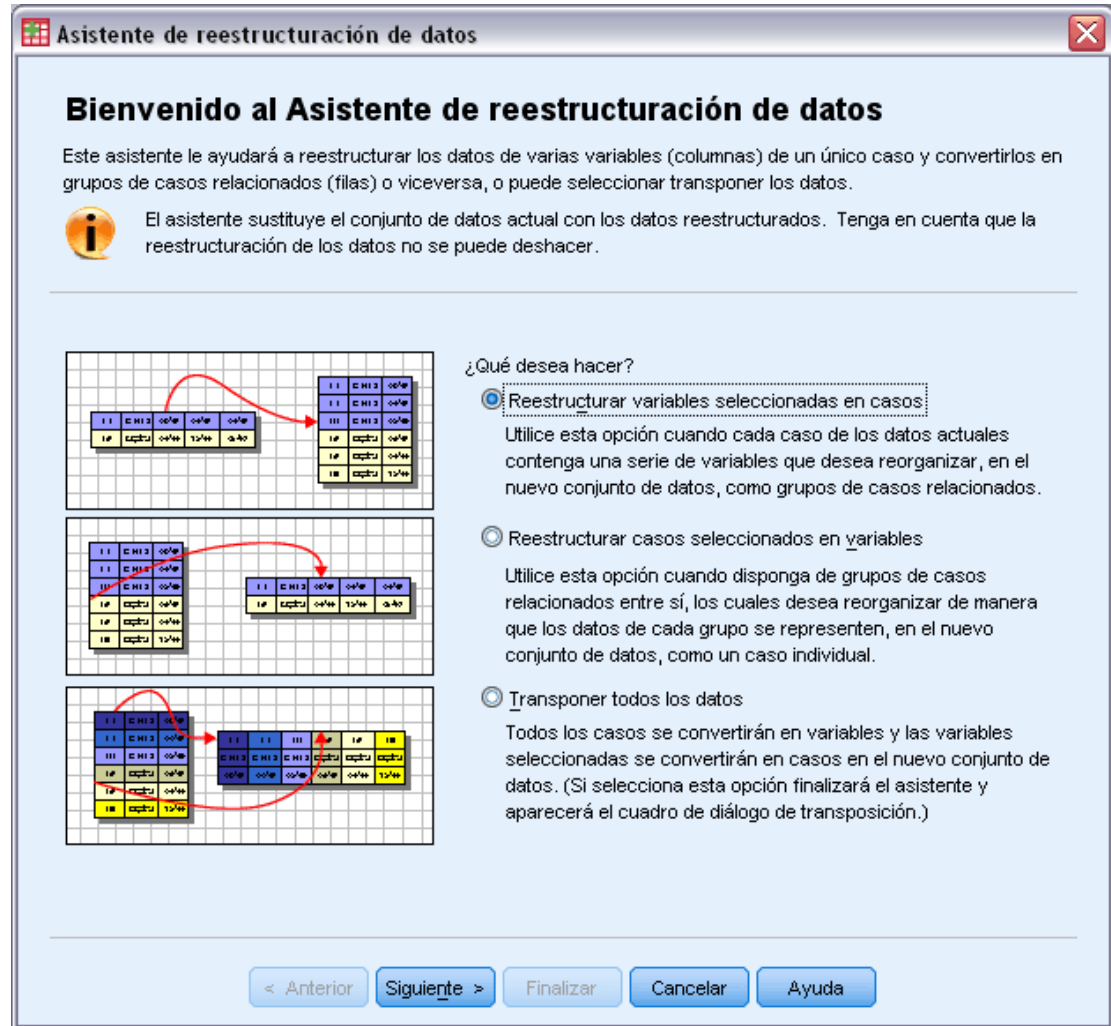 Asistente de reestructuración de datos
Bienvenido al Asistente de reestructuración de datos
Este asistente le ayudará a reestructurar los datos de varias variables (columnas) de un único caso y convertirlos en
grupos de casos relacionados (filas) o viceversa, o puede seleccionar transponer los datos.
El asistente sustituye el conjunto de datos actual con los datos reestructurados. Tenga en cuenta que la
reestructuración de los datos no se puede deshacer.
¿Qué desea hacer?
Reestructurar variables seleccionadas en casos
Utilice esta opción cuando cada caso de los datos actuales
contenga una serie de variables que desea reorganizar, en el
nuevo conjunto de datos, como grupos de casos relacionados.
Reestructurar casos seleccionados en variables
Utilice esta opción cuando disponga de grupos de casos
relacionados entre sí, los cuales desea reorganizar de manera
que los datos de cada grupo se representen, en el nuevo
conjunto de datos, como un caso individual.
Transponer todos los datos
Todos los casos se convertirán en variables y las variables
seleccionadas se convertirán en casos en el nuevo conjunto de
datos. (Si selecciona esta opción finalizará el asistente y
aparecerá el cuadro de diálogo de transposición.)
< Anterior
Siguiente >
Finalizar
Cancelar
Ayuda